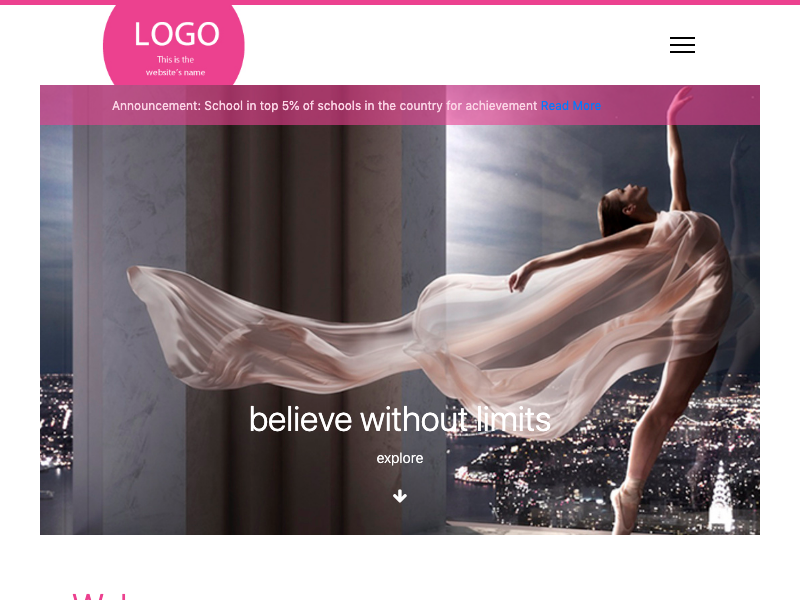 LOGO
This is the
website's name
Announcement: School in top 5% of schools in the country for achievement Read More
believe without limits
explore